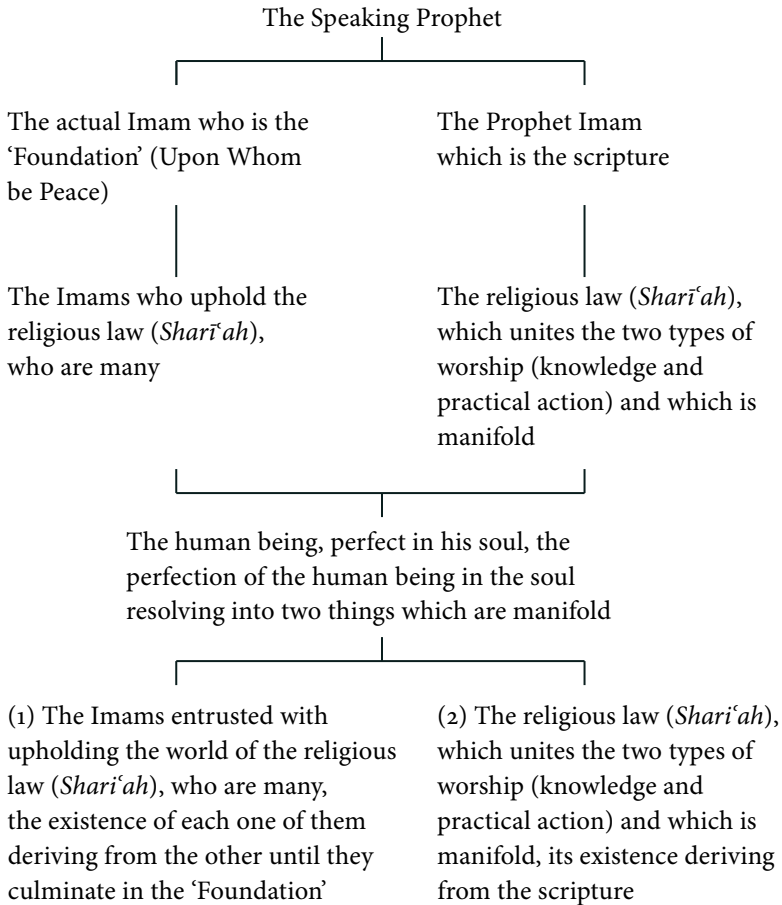 The Speaking Prophet
The actual Imam who is the
‘Foundation’ (Upon Whom
be Peace)
The Prophet Imam
which is the scripture
The Imams who uphold the
religious law (Sharīʿah),
who are many
The religious law (Sharīʿah),
which unites the two types of
worship (knowledge and
practical action) and which is
manifold
The human being, perfect in his soul, the
perfection of the human being in the soul
resolving into two things which are manifold
(1) The Imams entrusted with
upholding the world of the religious
law (Shariʿah), who are many,
the existence of each one of them
deriving from the other until they
culminate in the ‘Foundation’
(2) The religious law (Shariʿah),
which unites the two types of
worship (knowledge and
practical action) and which is
manifold, its existence deriving
from the scripture